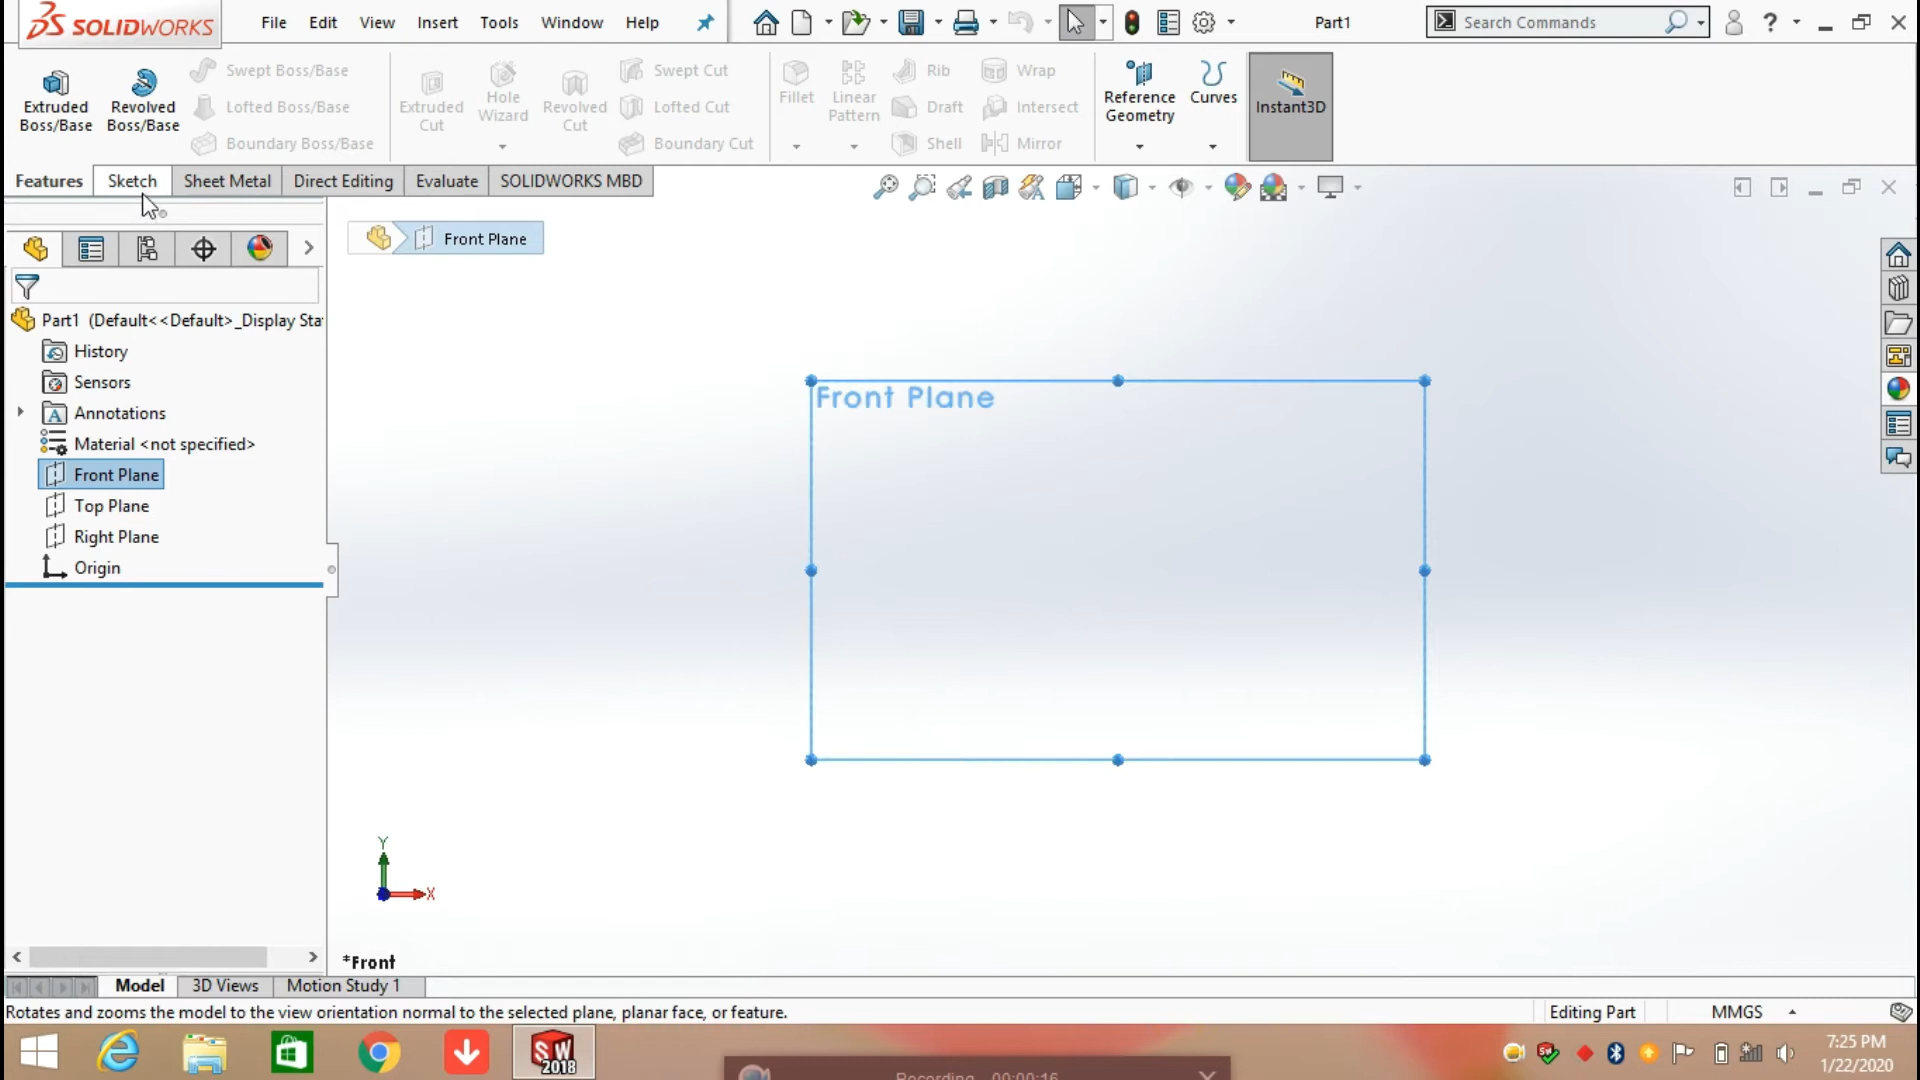 SOLIDWORKS File Edit View Insert Tools Window Help Part1 Search Commands ?
Extruded Boss/Base
Revolved Boss/Base
Swept Boss/Base
Lofted Boss/Base
Boundary Boss/Base
Extruded Cut
Hole Wizard
Revolved Cut
Swept Cut
Lofted Cut
Boundary Cut
Fillet
Linear Pattern
Rib
Draft
Shell
Wrap
Intersect
Mirror
Reference Geometry
Curves
Instant3D
Features Sketch Sheet Metal Direct Editing Evaluate SOLIDWORKS MBD
Front Plane
Part1 (Default<<Default>_Display Sta
History
Sensors
Annotations
Material <not specified>
Front Plane
Top Plane
Right Plane
Origin
Front Plane
Y
X
*Front
Model 3D Views Motion Study 1
Rotates and zooms the model to the view orientation normal to the selected plane, planar face, or feature. Editing Part MMGS
SW 2018
Recording 00:00:16
7:25 PM
1/22/2020